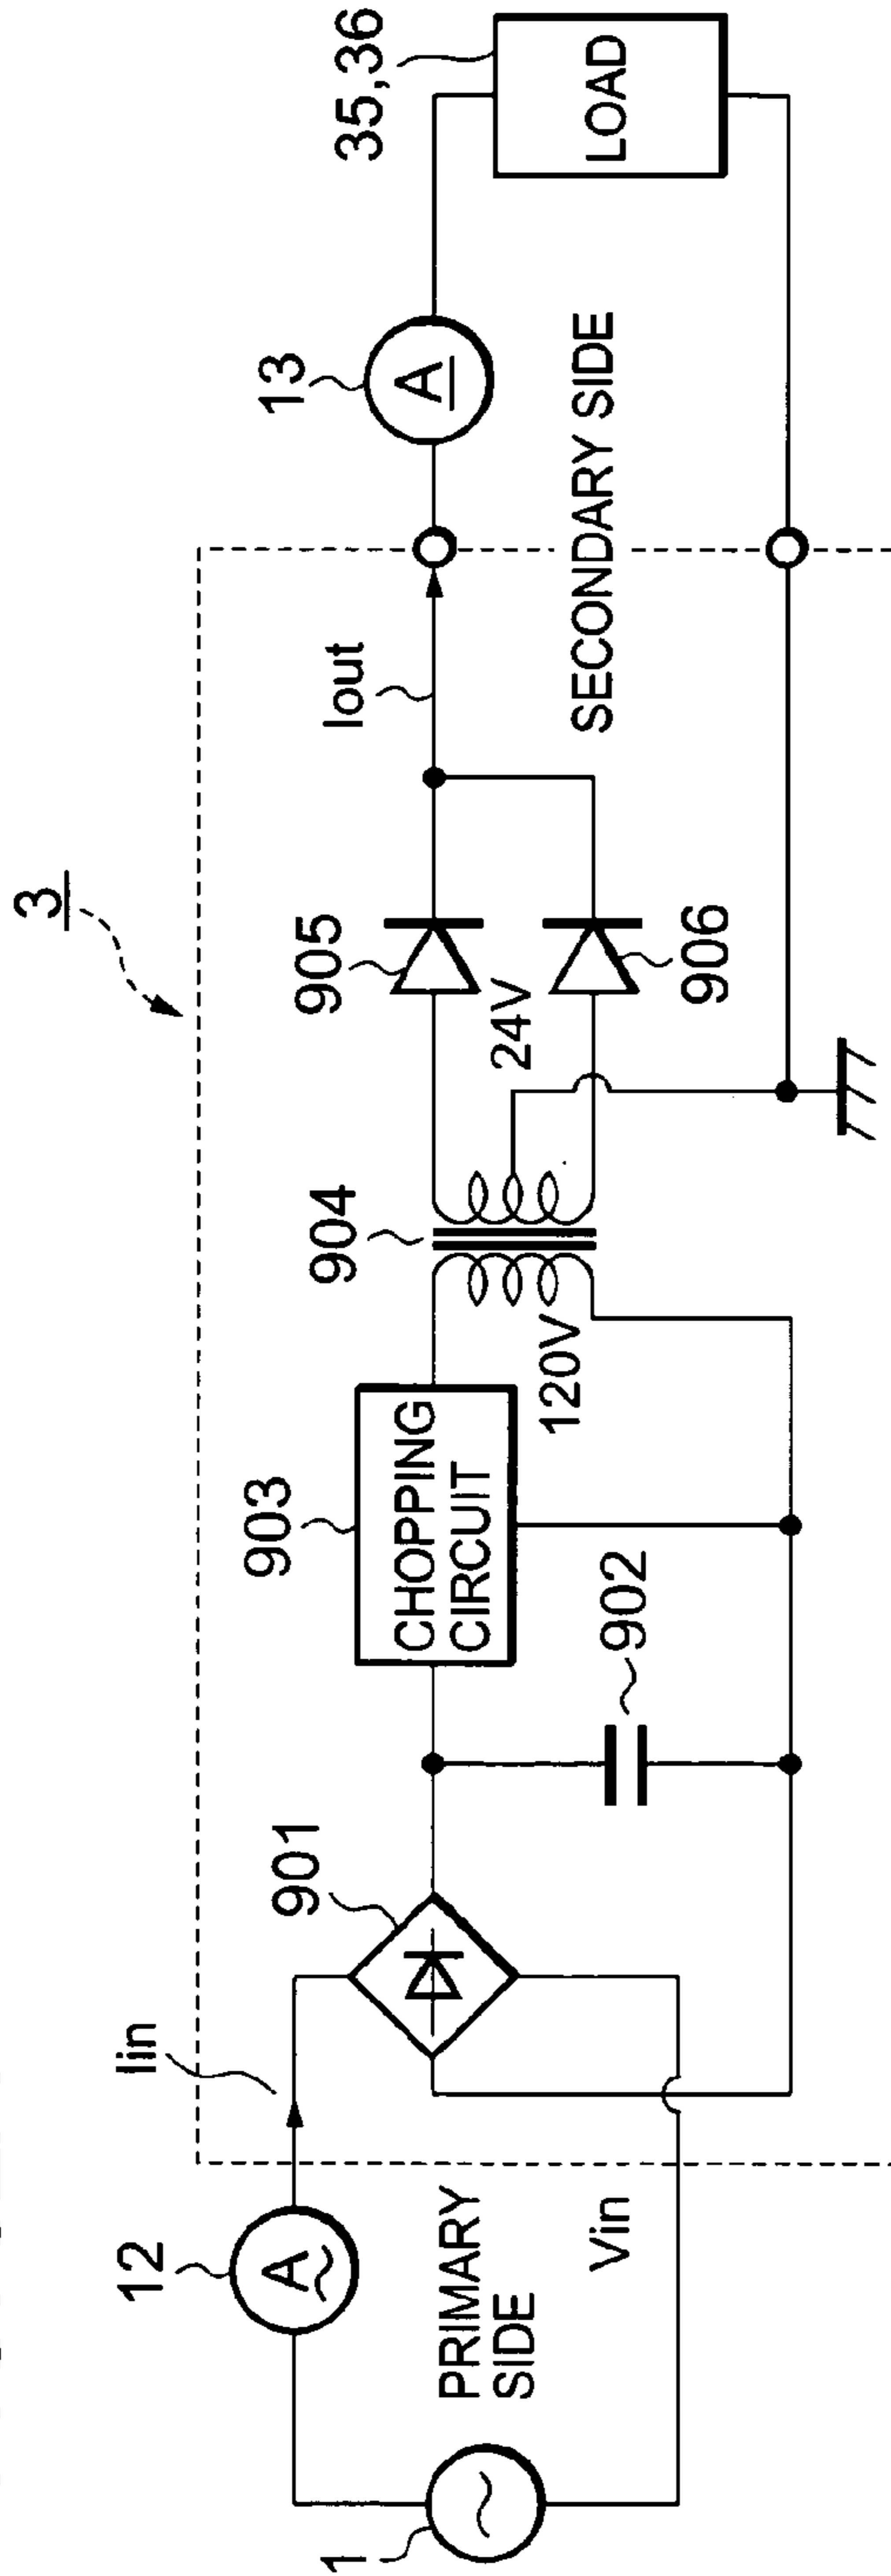 3
12
Iin
901
903
904
905
Iout
13
35,36
1
A
PRIMARY
SIDE
Vin
CHOPPING
CIRCUIT
902
120V
24V
906
SECONDARY SIDE
A
LOAD